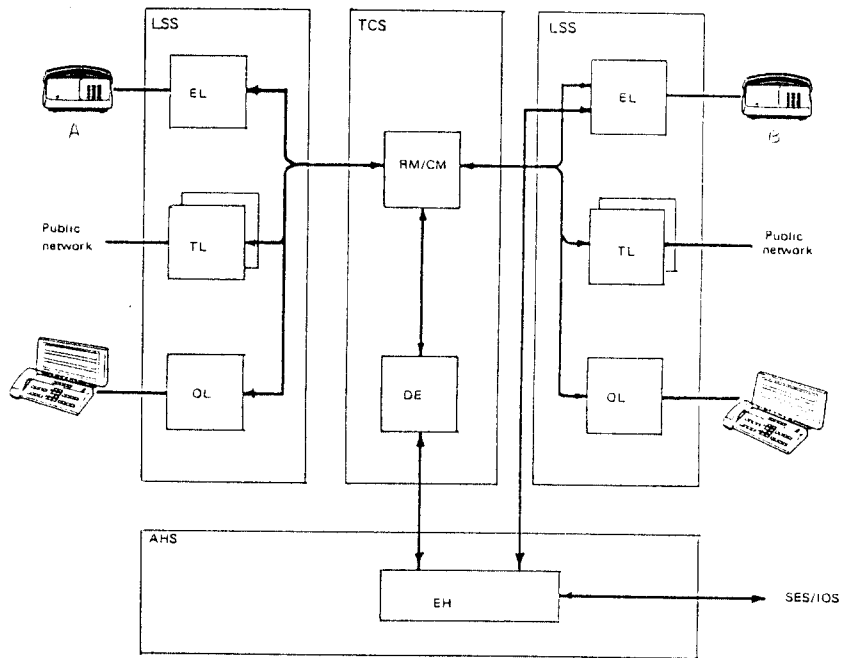 LSS
TCS
LSS
EL
EL
A
B
RM/CM
Public
network
TL
TL
Public
network
OL
DE
OL
AHS
EH
SES/IOS